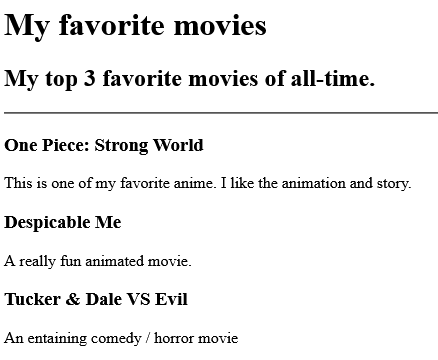 My favorite movies
My top 3 favorite movies of all-time.
One Piece: Strong World
This is one of my favorite anime. I like the animation and story.
Despicable Me
A really fun animated movie.
Tucker & Dale VS Evil
An entaining comedy / horror movie